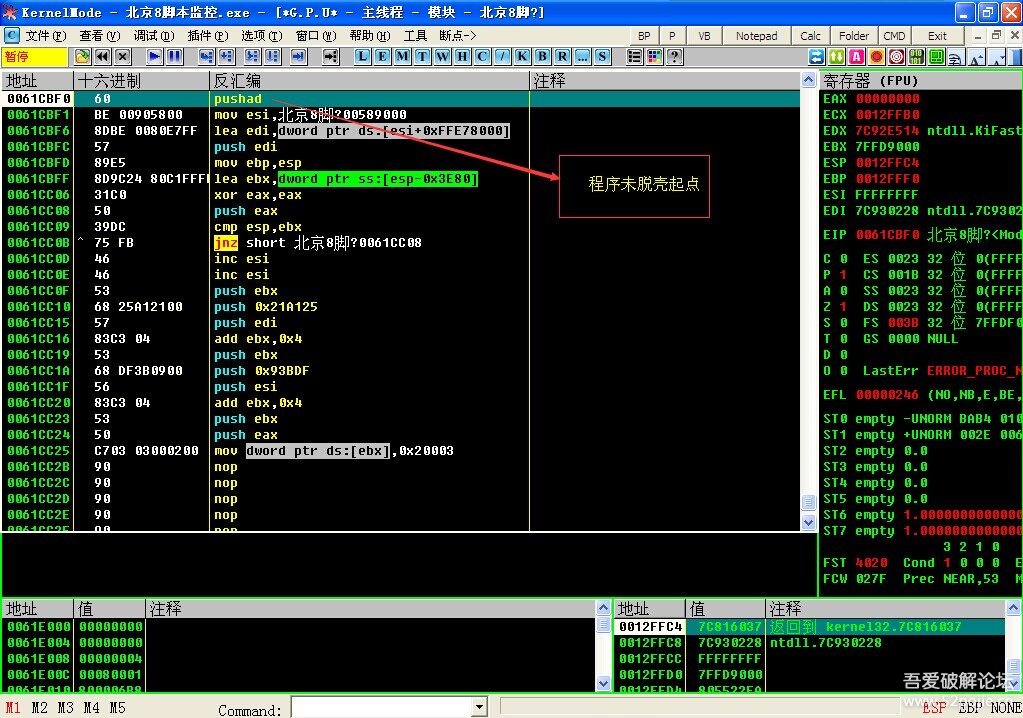 KernelMode - 北京8脚本监控.exe - [*G.P.U* - 主线程 - 模块 - 北京8脚?]
文件(F) 查看(V) 调试(D) 插件(P) 选项(T) 窗口(W) 帮助(H) 工具 断点-> BP P VB Notepad Calc Folder CMD Exit
暂停 L E M T W H C / K B R ... S
地址 十六进制 反汇编 注释
0061CBF0 60 pushad
0061CBF1 BE 00905800 mov esi,北京8脚?00589000
0061CBF6 8DBE 0080E7FF lea edi,dword ptr ds:[esi+0xFFE78000]
0061CBFC 57 push edi
0061CBFD 89E5 mov ebp,esp
0061CBFF 8D9C24 80C1FFF lea ebx,dword ptr ss:[esp-0x3E80]
0061CC06 31C0 xor eax,eax
0061CC08 50 push eax
0061CC09 39DC cmp esp,ebx
0061CC0B ^ 75 FB jnz short 北京8脚?0061CC08
0061CC0D 46 inc esi
0061CC0E 46 inc esi
0061CC0F 53 push ebx
0061CC10 68 25A12100 push 0x21A125
0061CC15 57 push edi
0061CC16 83C3 04 add ebx,0x4
0061CC19 53 push ebx
0061CC1A 68 DF3B0900 push 0x93BDF
0061CC1F 56 push esi
0061CC20 83C3 04 add ebx,0x4
0061CC23 53 push ebx
0061CC24 50 push eax
0061CC25 C703 03000200 mov dword ptr ds:[ebx],0x20003
0061CC2B 90 nop
0061CC2C 90 nop
0061CC2D 90 nop
0061CC2E 90 nop
程序未脱壳起点
寄存器 (FPU)
EAX 00000000
ECX 0012FFB0
EDX 7C92E514 ntdll.KiFast
EBX 7FFD9000
ESP 0012FFC4
EBP 0012FFF0
ESI FFFFFFFF
EDI 7C930228 ntdll.7C9302
EIP 0061CBF0 北京8脚?<Mod
C 0 ES 0023 32 位 0(FFFF
P 1 CS 001B 32 位 0(FFFF
A 0 SS 0023 32 位 0(FFFF
Z 1 DS 0023 32 位 0(FFFF
S 0 FS 003B 32 位 7FFDF0
T 0 GS 0000 NULL
D 0
O 0 LastErr ERROR_PROC_N
EFL 00000246 (NO,NB,E,BE,
ST0 empty -UNORM BAB4 010
ST1 empty +UNORM 002E 006
ST2 empty 0.0
ST3 empty 0.0
ST4 empty 0.0
ST5 empty 0.0
ST6 empty 1.0000000000000
ST7 empty 1.0000000000000
3 2 1 0
FST 4020 Cond 1 0 0 0 E
FCW 027F Prec NEAR,53 M
地址 值 注释
0061E000 00000000
0061E004 00000000
0061E008 00000004
0061E00C 00080001
0061E010 800006B8
地址 值 注释
0012FFC4 7C816037 返回到 kernel32.7C816037
0012FFC8 7C930228 ntdll.7C930228
0012FFCC FFFFFFFF
0012FFD0 7FFD9000
0012FFD4 805522FA
吾爱破解论坛
M1 M2 M3 M4 M5 Command: ESP EBP NONE